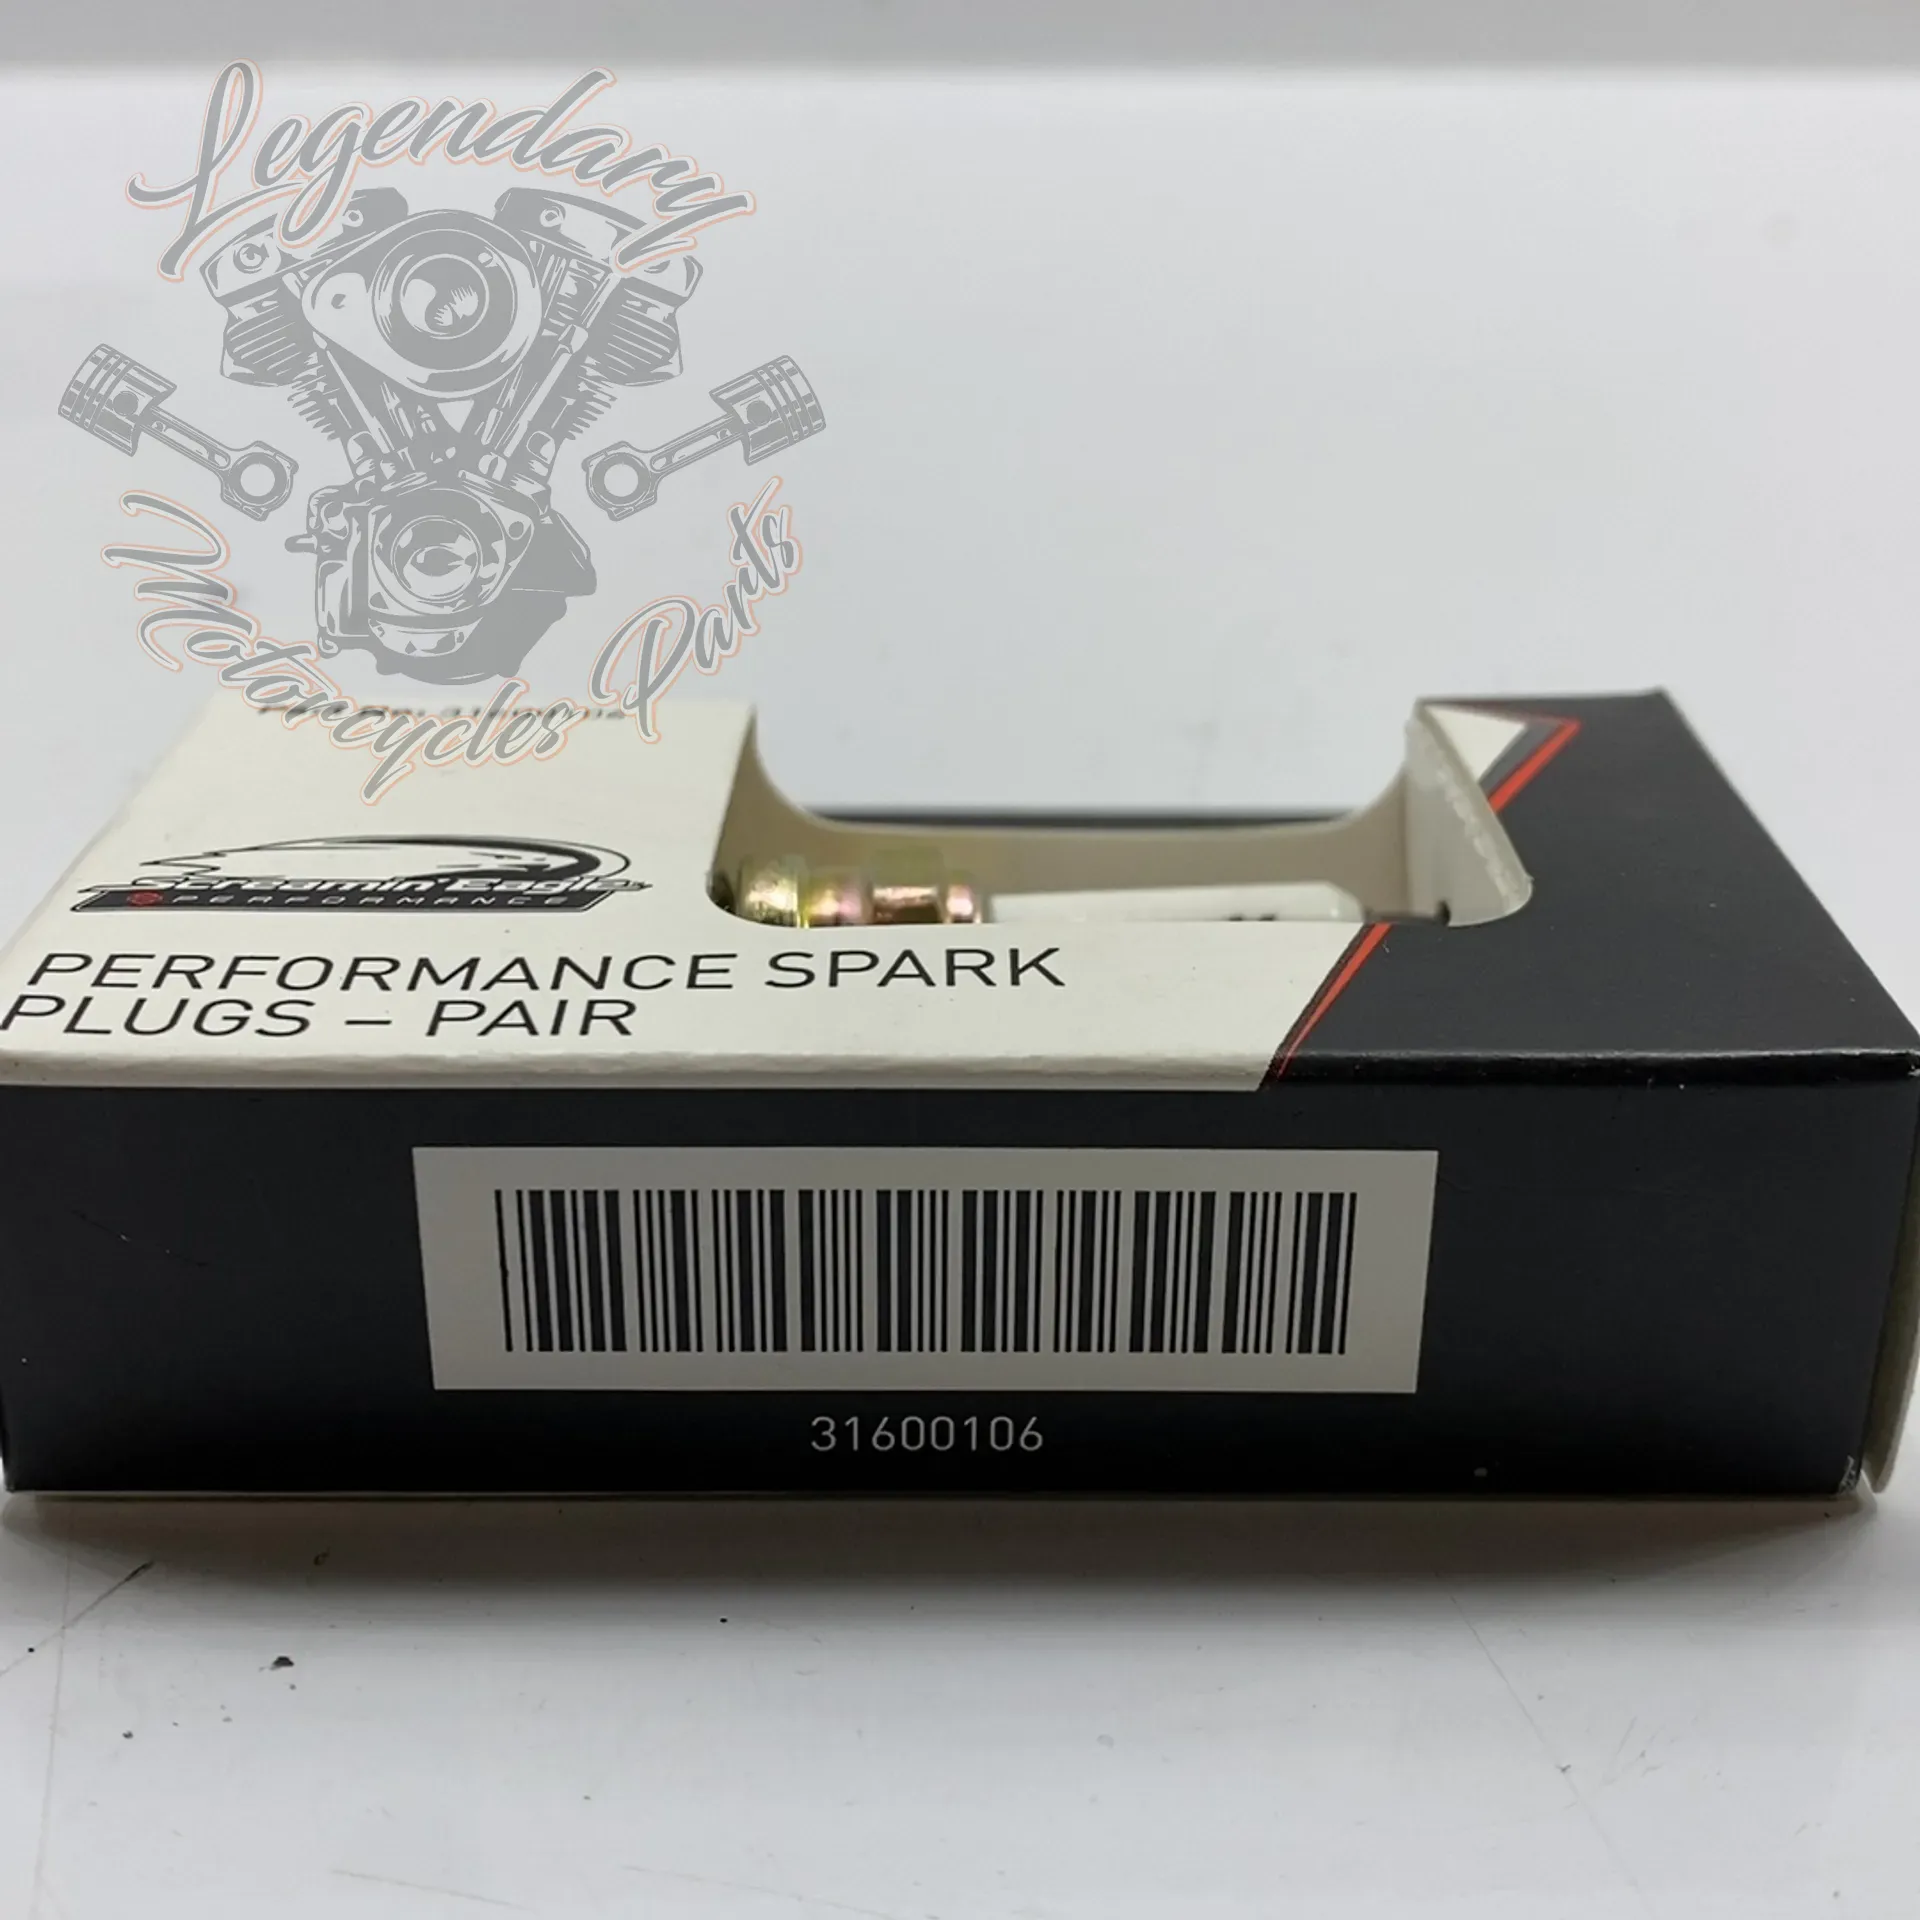 Legendary
Motorcycles Parts
Screamin' Eagle
PERFORMANCE
PERFORMANCE SPARK
PLUGS – PAIR
31600106